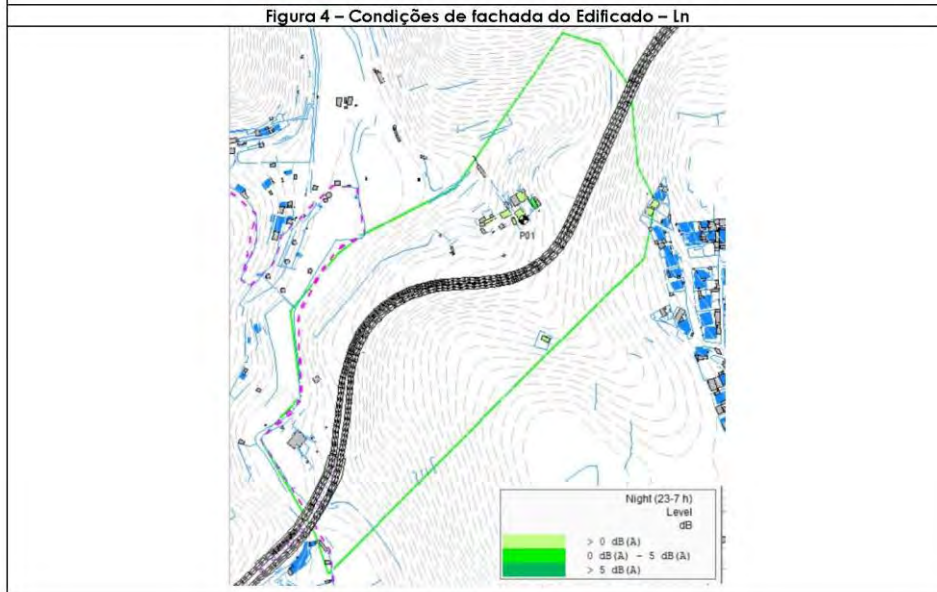 Figura 4 – Condições de fachada do Edificado – Ln
P01
Night (23-7 h)
Level
dB
> 0 dB(A)
0 dB(A) - 5 dB(A)
> 5 dB(A)